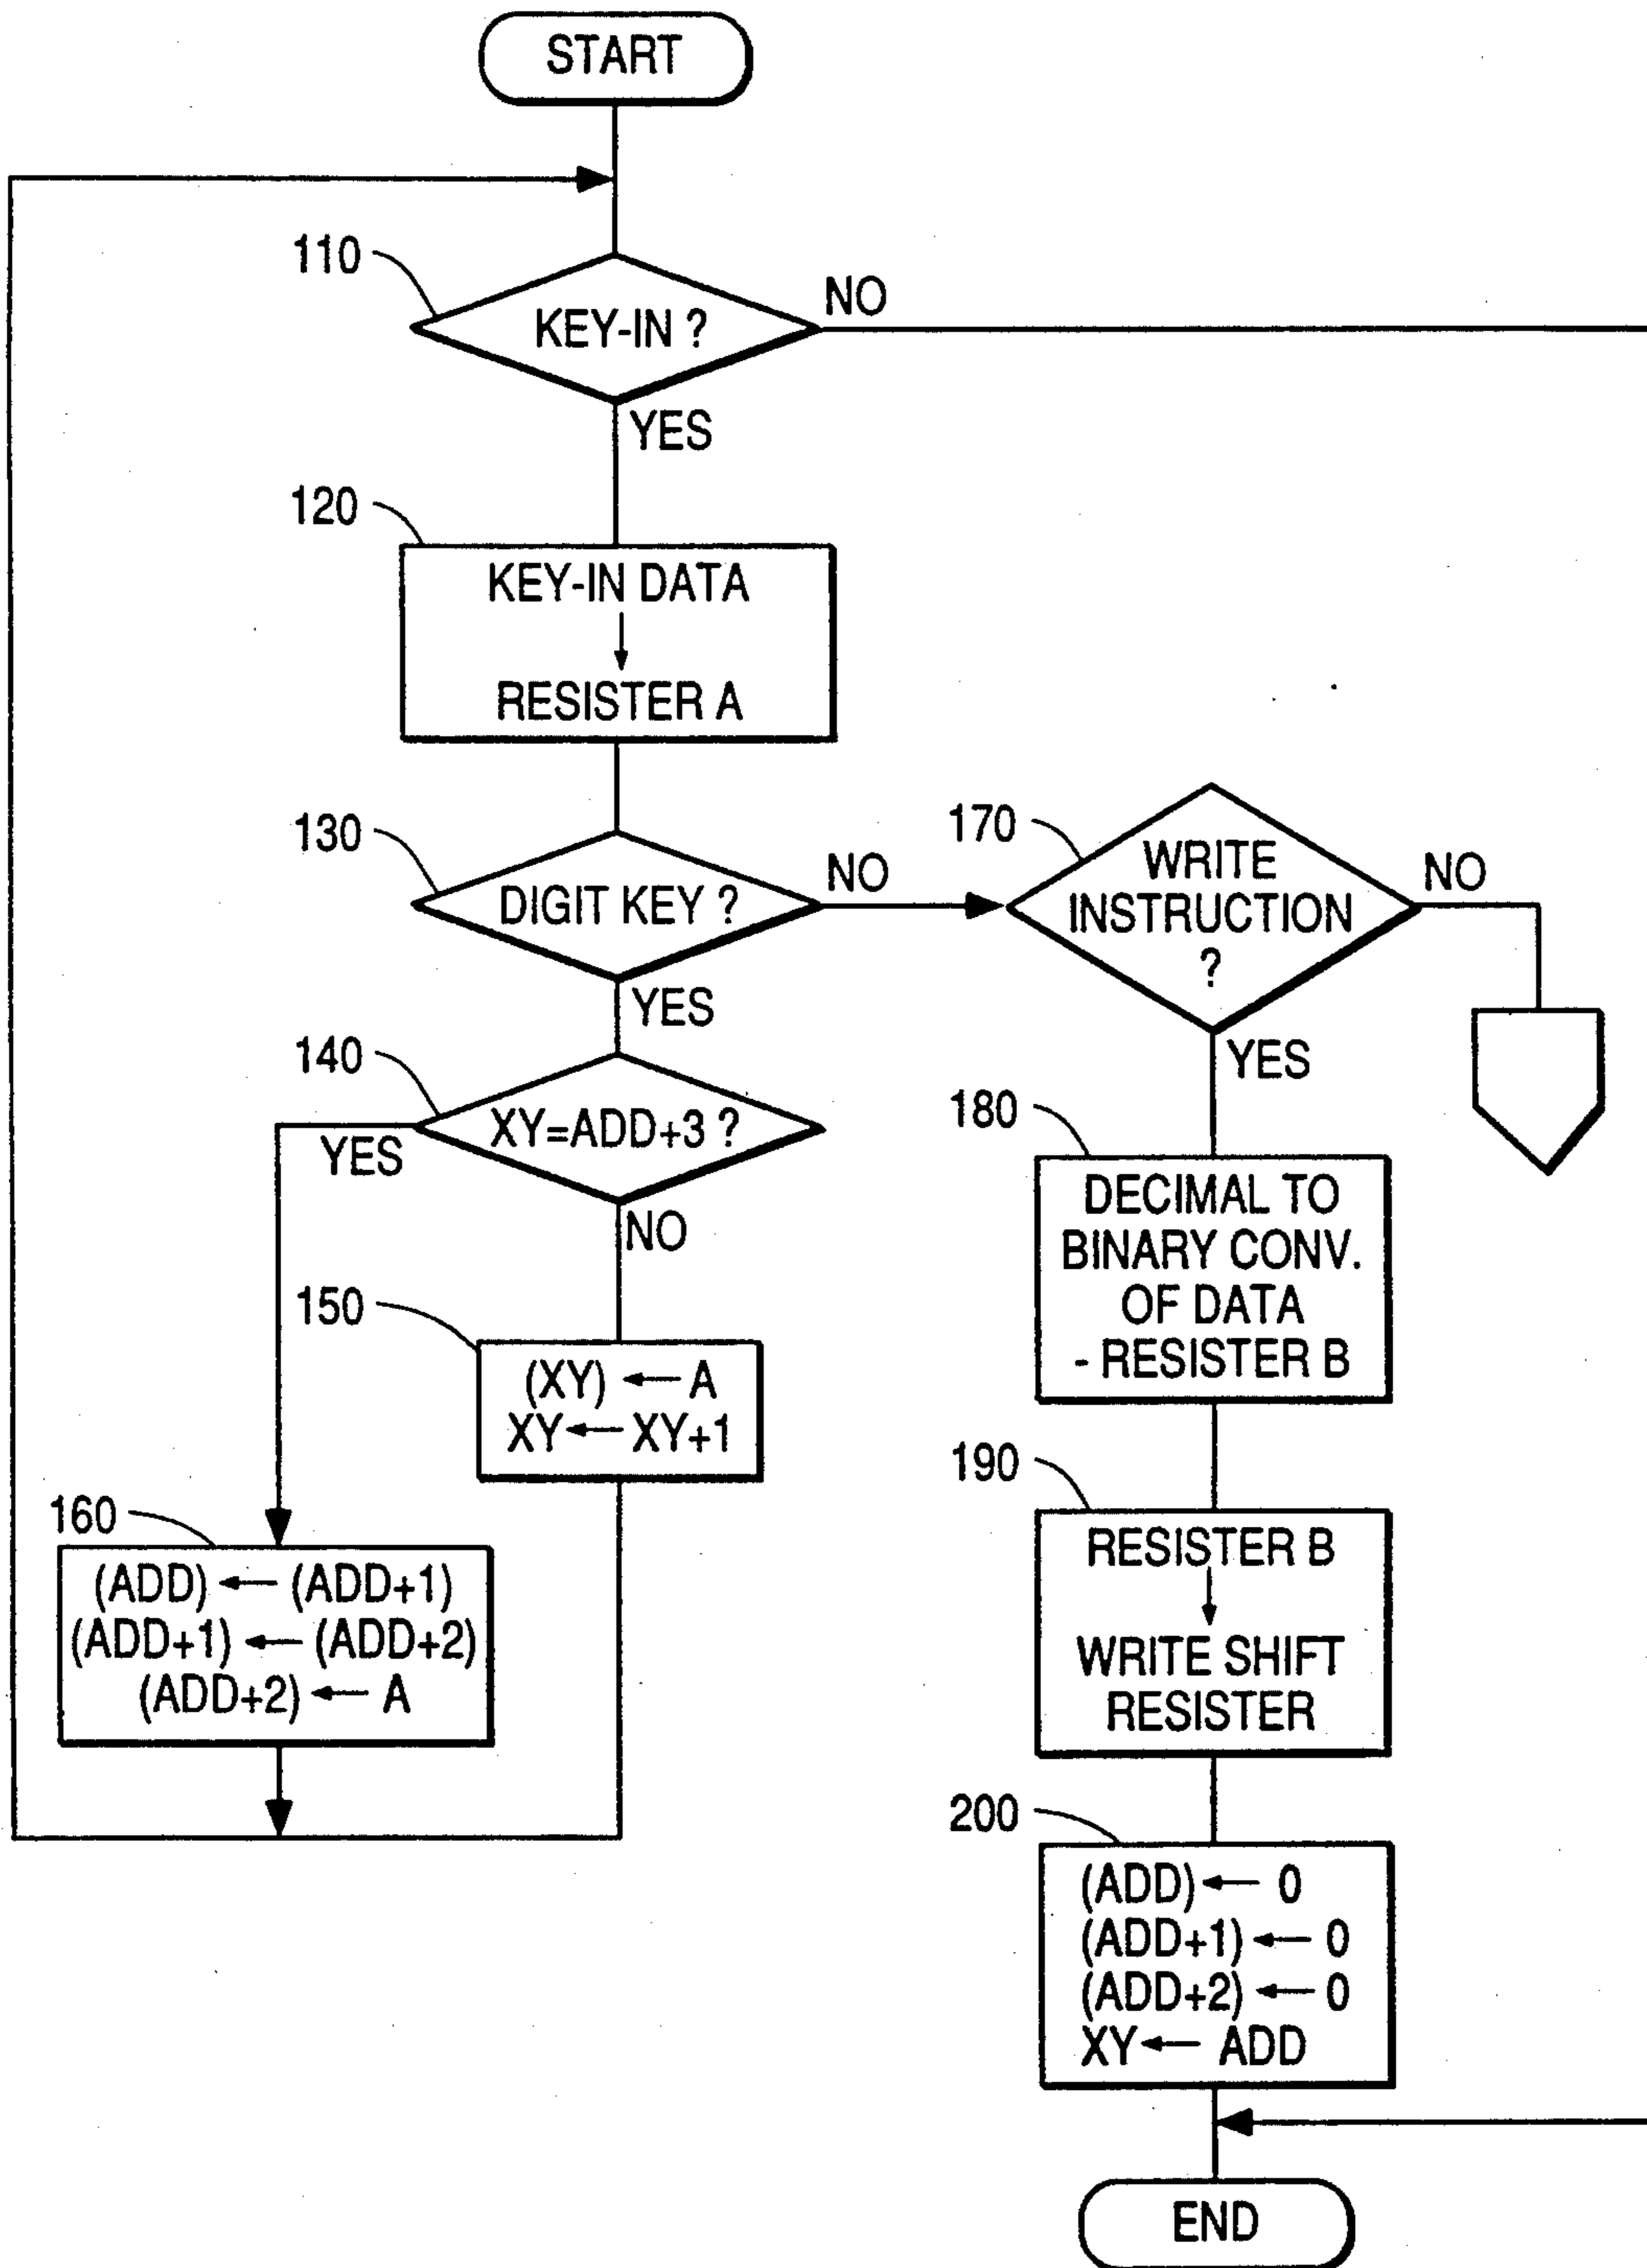 START
110
KEY-IN ?
NO
YES
120
KEY-IN DATA
↓
RESISTER A
130
DIGIT KEY ?
NO
YES
170
WRITE
INSTRUCTION
?
NO
YES
140
XY=ADD+3 ?
YES
NO
150
(XY) ← A
XY ← XY+1
160
(ADD) ← (ADD+1)
(ADD+1) ← (ADD+2)
(ADD+2) ← A
180
DECIMAL TO
BINARY CONV.
OF DATA
- RESISTER B
190
RESISTER B
↓
WRITE SHIFT
RESISTER
200
(ADD) ← 0
(ADD+1) ← 0
(ADD+2) ← 0
XY ← ADD
END